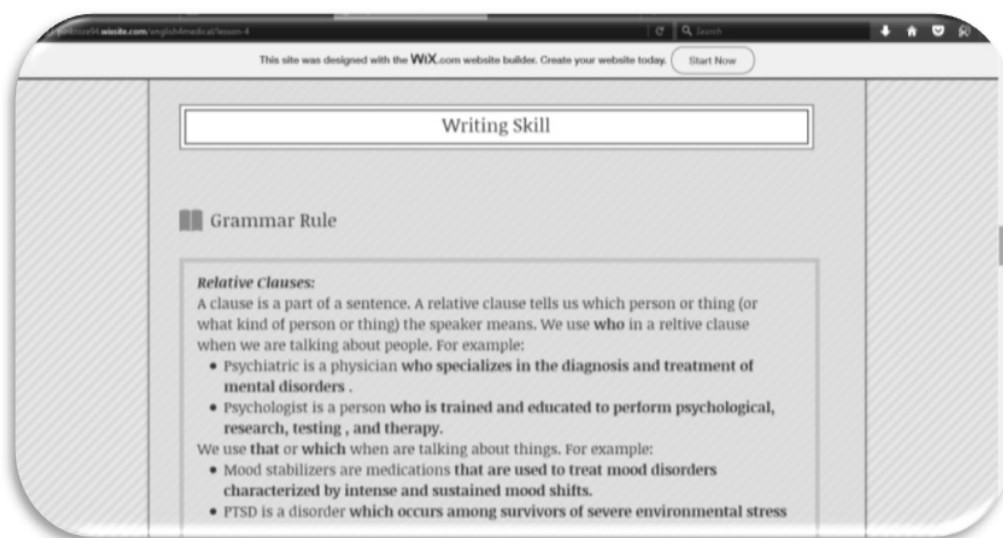 .wixsite.com/english4medical/lesson-4
Search
This site was designed with the WiX.com website builder. Create your website today. Start Now
Writing Skill
Grammar Rule
Relative Clauses:
A clause is a part of a sentence. A relative clause tells us which person or thing (or
what kind of person or thing) the speaker means. We use who in a reltive clause
when we are talking about people. For example:
• Psychiatric is a physician who specializes in the diagnosis and treatment of
mental disorders .
• Psychologist is a person who is trained and educated to perform psychological,
research, testing , and therapy.
We use that or which when are talking about things. For example:
• Mood stabilizers are medications that are used to treat mood disorders
characterized by intense and sustained mood shifts.
• PTSD is a disorder which occurs among survivors of severe environmental stress